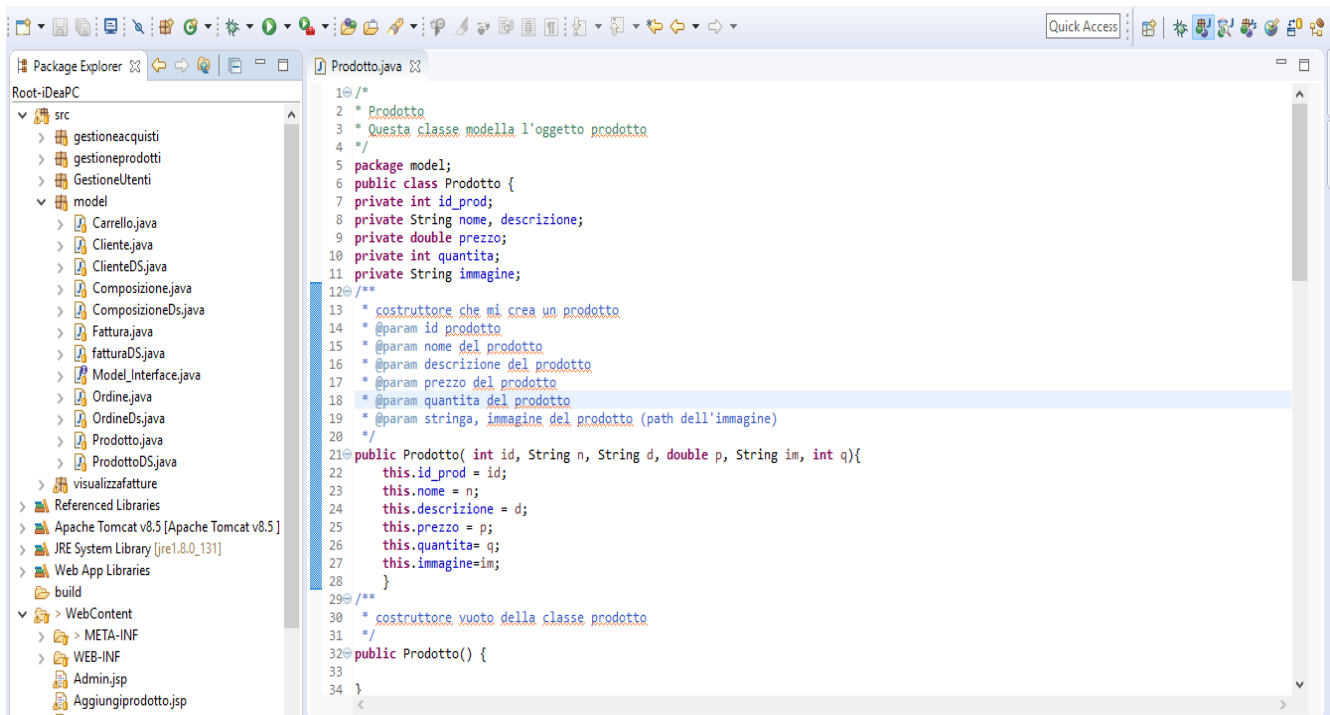 Quick Access
Package Explorer
Root-iDeaPC
src
gestioneacquisti
gestioneprodotti
GestioneUtenti
model
Carrello.java
Cliente.java
ClienteDS.java
Composizione.java
ComposizioneDs.java
Fattura.java
fatturaDS.java
Model_Interface.java
Ordine.java
OrdineDs.java
Prodotto.java
ProdottoDS.java
visualizzafatture
Referenced Libraries
Apache Tomcat v8.5 [Apache Tomcat v8.5 ]
JRE System Library [jre1.8.0_131]
Web App Libraries
build
> WebContent
> META-INF
WEB-INF
Admin.jsp
Aggiungiprodotto.jsp
Prodotto.java
1 /*
2 * Prodotto
3 * Questa classe modella l'oggetto prodotto
4 */
5 package model;
6 public class Prodotto {
7 private int id_prod;
8 private String nome, descrizione;
9 private double prezzo;
10 private int quantita;
11 private String immagine;
12 /**
13 * costruttore che mi crea un prodotto
14 * @param id prodotto
15 * @param nome del prodotto
16 * @param descrizione del prodotto
17 * @param prezzo del prodotto
18 * @param quantita del prodotto
19 * @param stringa, immagine del prodotto (path dell'immagine)
20 */
21 public Prodotto( int id, String n, String d, double p, String im, int q){
22 this.id_prod = id;
23 this.nome = n;
24 this.descrizione = d;
25 this.prezzo = p;
26 this.quantita= q;
27 this.immagine=im;
28 }
29 /**
30 * costruttore vuoto della classe prodotto
31 */
32 public Prodotto() {
33
34 }